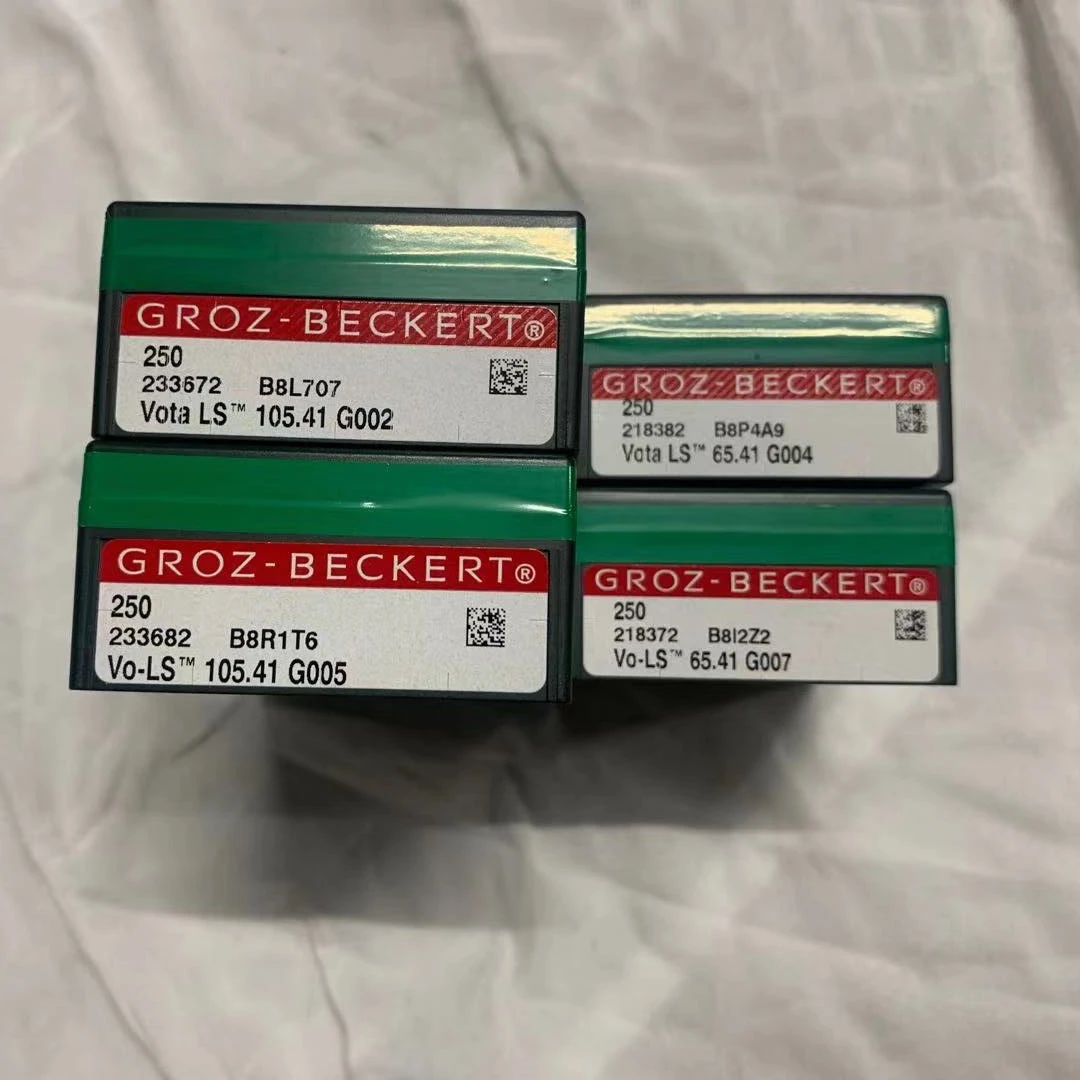 GROZ-BECKERT®
250
233672 B8L707
Vota LS™ 105.41 G002
GROZ-BECKERT®
250
218382 B8P4A9
Vota LS™ 65.41 G004
GROZ-BECKERT®
250
233682 B8R1T6
Vo-LS™ 105.41 G005
GROZ-BECKERT®
250
218372 B8I2Z2
Vo-LS™ 65.41 G007